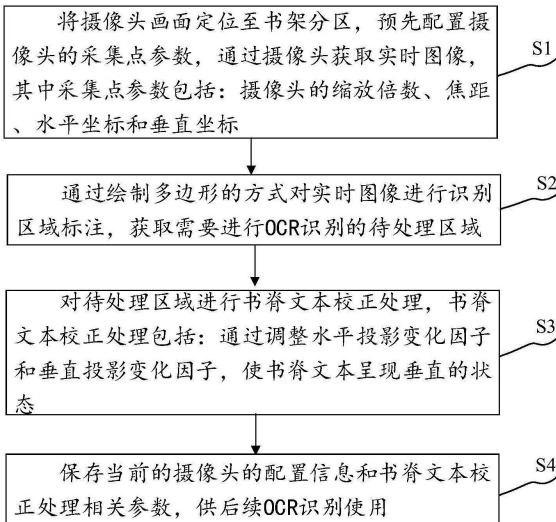 将摄像头画面定位至书架分区，预先配置摄
像头的采集点参数，通过摄像头获取实时图像，
其中采集点参数包括：摄像头的缩放倍数、焦距
、水平坐标和垂直坐标
S1
通过绘制多边形的方式对实时图像进行识别
区域标注，获取需要进行OCR识别的待处理区域
S2
对待处理区域进行书脊文本校正处理，书脊
文本校正处理包括：通过调整水平投影变化因子
和垂直投影变化因子，使书脊文本呈现垂直的状
态
S3
保存当前的摄像头的配置信息和书脊文本校
正处理相关参数，供后续OCR识别使用
S4